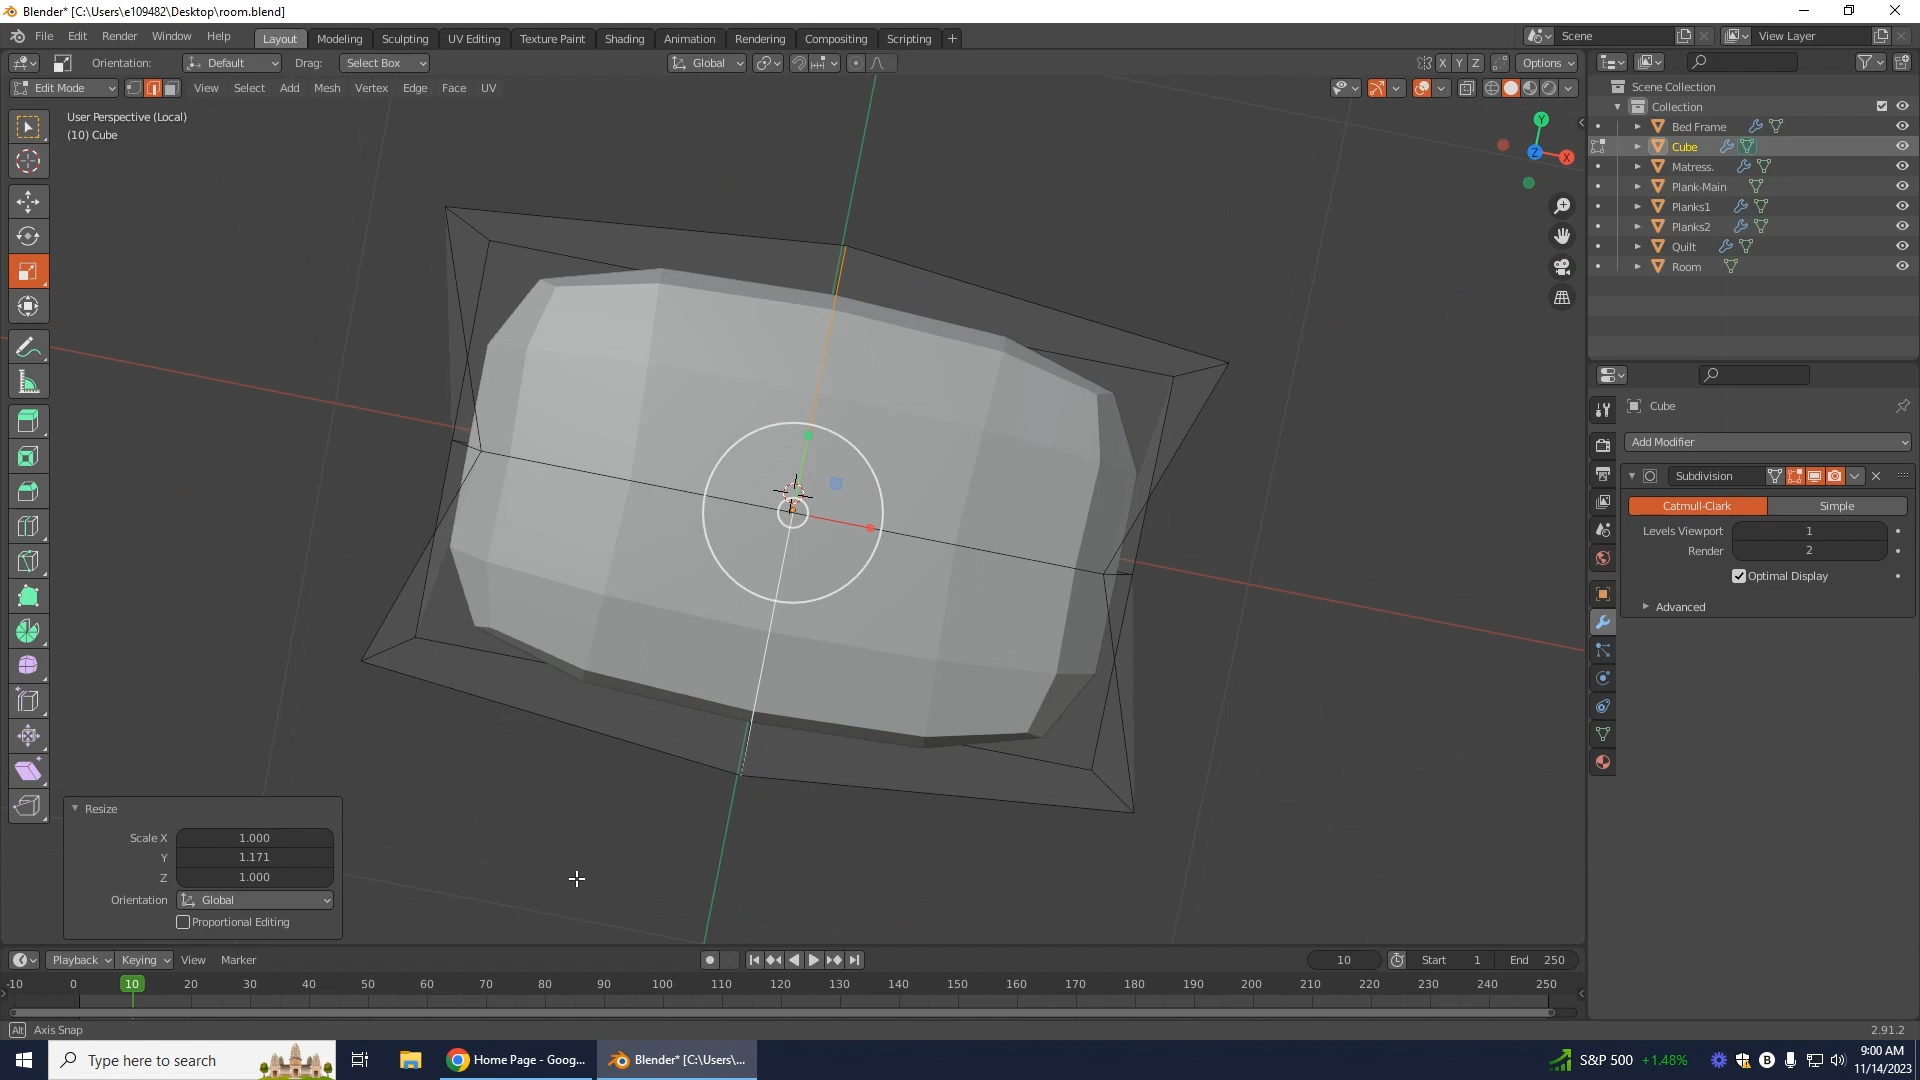 Blender* [C:\Users\e109482\Desktop\room.blend]
File Edit Render Window Help Layout Modeling Sculpting UV Editing Texture Paint Shading Animation Rendering Compositing Scripting + Scene View Layer
Orientation: Default Drag: Select Box Global X Y Z Options
Edit Mode View Select Add Mesh Vertex Edge Face UV
User Perspective (Local)
(10) Cube
Y
Z
X
Scene Collection
Collection
Bed Frame
Cube
Matress.
Plank-Main
Planks1
Planks2
Quilt
Room
Cube
Add Modifier
Subdivision
Catmull-Clark Simple
Levels Viewport 1
Render 2
Optimal Display
Advanced
Resize
Scale X 1.000
Y 1.171
Z 1.000
Orientation Global
Proportional Editing
Playback Keying View Marker 10 Start 1 End 250
-10 0 10 20 30 40 50 60 70 80 90 100 110 120 130 140 150 160 170 180 190 200 210 220 230 240 250
Alt Axis Snap 2.91.2
Type here to search Home Page - Goog... Blender* [C:\Users\... S&P 500 +1.48% B 9:00 AM
11/14/2023